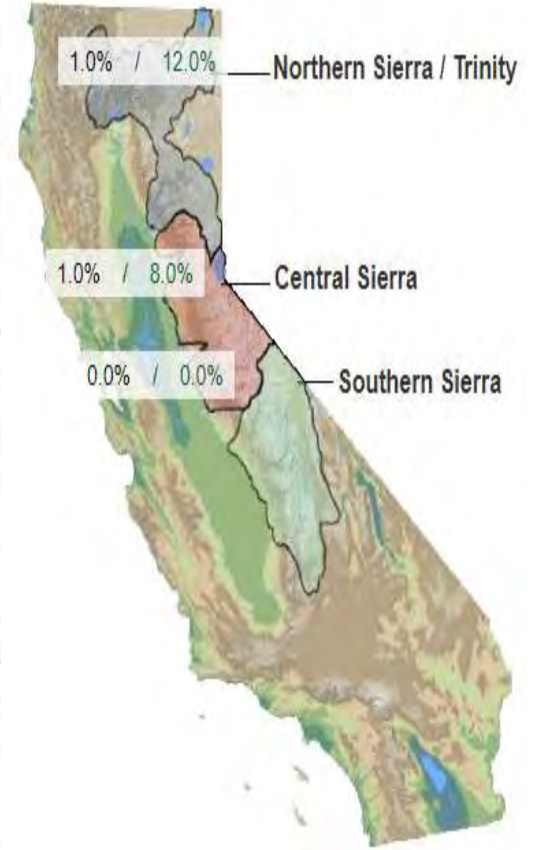 1.0% / 12.0%
Northern Sierra / Trinity
1.0% / 8.0%
Central Sierra
0.0% / 0.0%
Southern Sierra